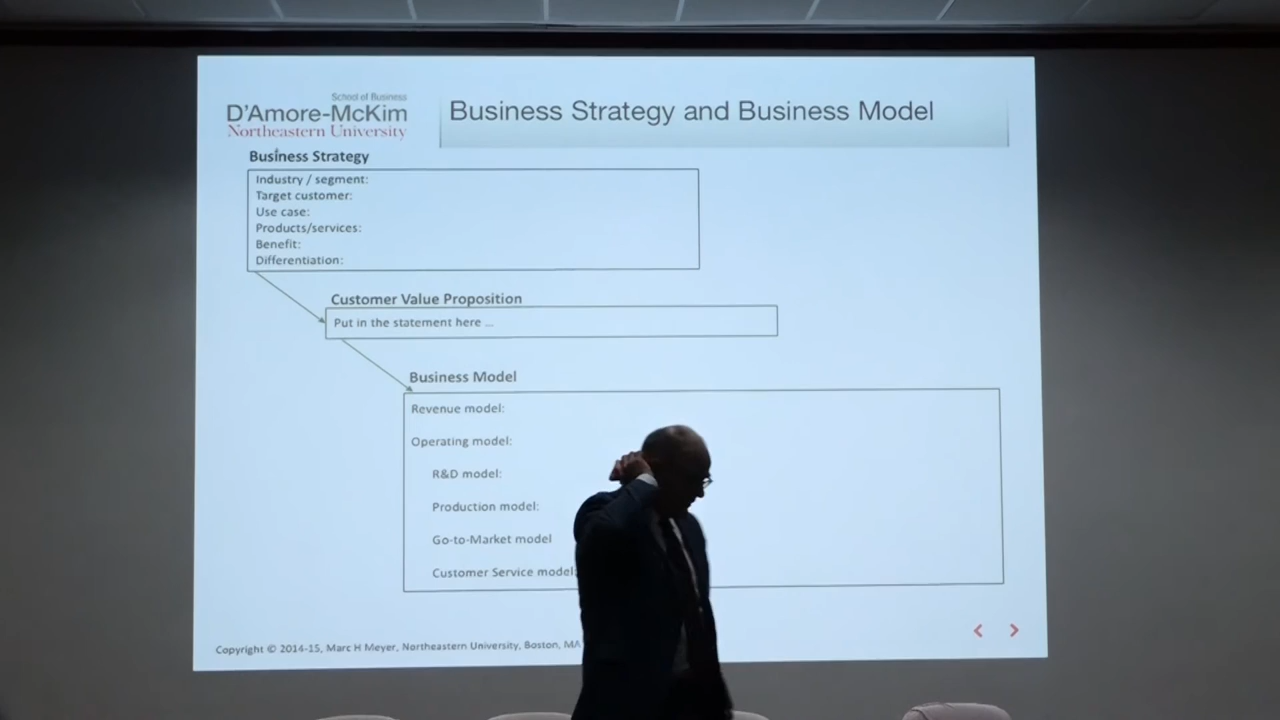 School of Business
D'Amore-McKim
Northeastern University
Business Strategy and Business Model
Business Strategy
Industry / segment:
Target customer:
Use case:
Products/services:
Benefit:
Differentiation:
Customer Value Proposition
Put in the statement here ...
Business Model
Revenue model:
Operating model:
R&D model:
Production model:
Go-to-Market model
Customer Service model:
Copyright © 2014-15, Marc H Meyer, Northeastern University, Boston, MA